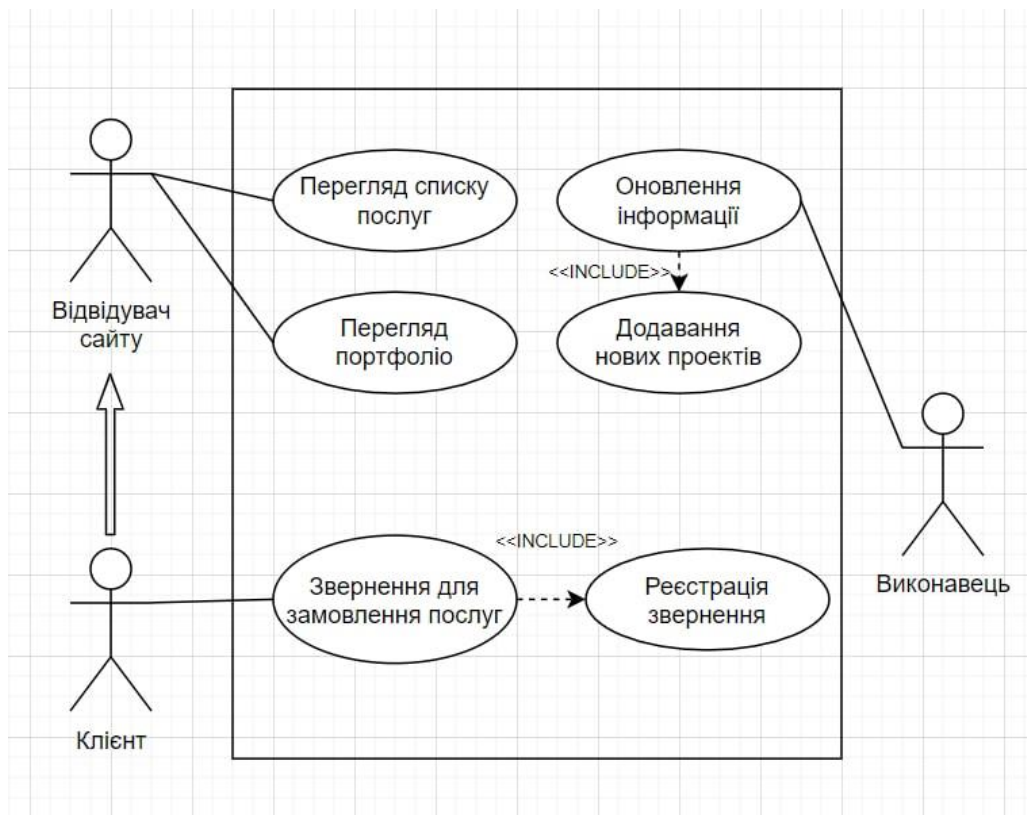 Перегляд списку
послуг
Оновлення
інформації
<<INCLUDE>>
Відвідувач
сайту
Перегляд
портфоліо
Додавання
нових проектів
<<INCLUDE>>
Звернення для
замовлення послуг
Реєстрація
звернення
Виконавець
Клієнт